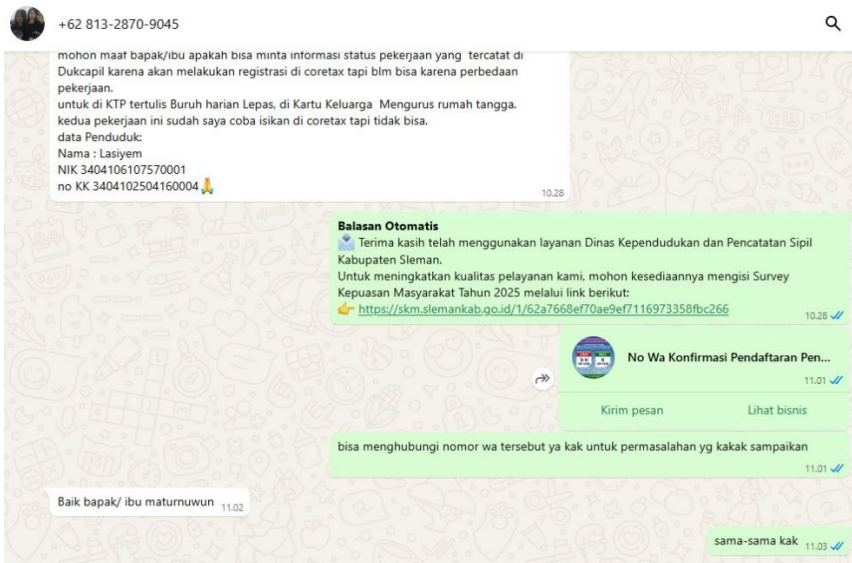 +62 813-2870-9045
mohon maaf bapak/ibu apakah bisa minta informasi status pekerjaan yang tercatat di
Dukcapil karena akan melakukan registrasi di coretax tapi blm bisa karena perbedaan
pekerjaan.
untuk di KTP tertulis Buruh harian Lepas, di Kartu Keluarga Mengurus rumah tangga.
kedua pekerjaan ini sudah saya coba isikan di coretax tapi tidak bisa.
data Penduduk:
Nama : Lasiyem
NIK 3404106107570001
no KK 3404102504160004🙏
10.28
Balasan Otomatis
📨 Terima kasih telah menggunakan layanan Dinas Kependudukan dan Pencatatan Sipil
Kabupaten Sleman.
Untuk meningkatkan kualitas pelayanan kami, mohon kesediaannya mengisi Survey
Kepuasan Masyarakat Tahun 2025 melalui link berikut:
👉 https://skm.slemankab.go.id/1/62a7668ef70ae9ef7116973358fbc266
10.28
No Wa Konfirmasi Pendaftaran Pen...
11.01
Kirim pesan Lihat bisnis
bisa menghubungi nomor wa tersebut ya kak untuk permasalahan yg kakak sampaikan
11.01
Baik bapak/ ibu maturnuwun 11.02
sama-sama kak 11.03